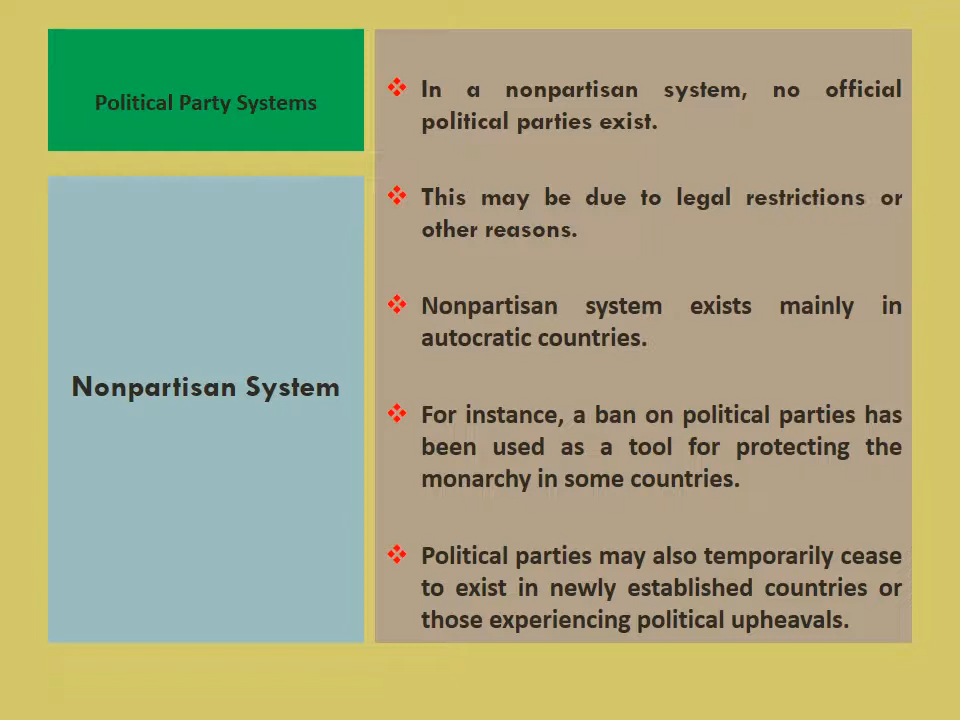 Political Party Systems
Nonpartisan System
In a nonpartisan system, no official
political parties exist.
This may be due to legal restrictions or
other reasons.
Nonpartisan system exists mainly in
autocratic countries.
For instance, a ban on political parties has
been used as a tool for protecting the
monarchy in some countries.
Political parties may also temporarily cease
to exist in newly established countries or
those experiencing political upheavals.